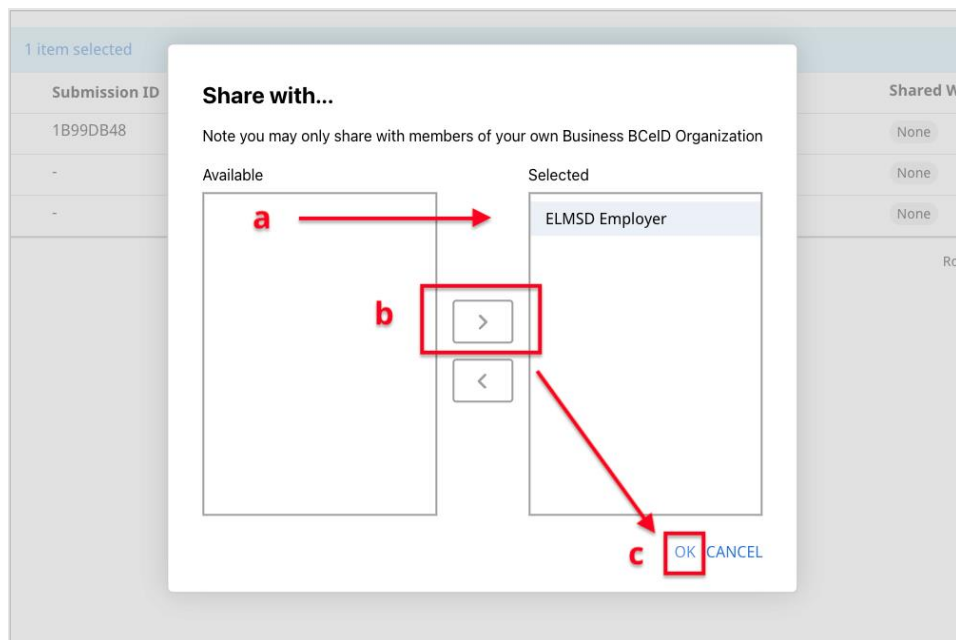 1 item selected
Submission ID
Shared W
1B99DB48
None
-
None
-
None
Ro
Share with...
Note you may only share with members of your own Business BCeID Organization
Available
Selected
a
ELMSD Employer
b
>
<
c
OK CANCEL